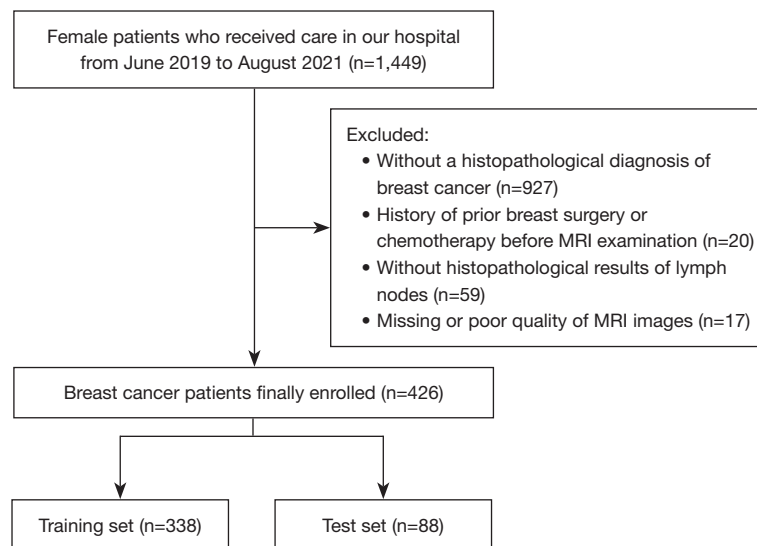 Female patients who received care in our hospital
from June 2019 to August 2021 (n=1,449)
Excluded:
• Without a histopathological diagnosis of
breast cancer (n=927)
• History of prior breast surgery or
chemotherapy before MRI examination (n=20)
• Without histopathological results of lymph
nodes (n=59)
• Missing or poor quality of MRI images (n=17)
Breast cancer patients finally enrolled (n=426)
Training set (n=338)
Test set (n=88)